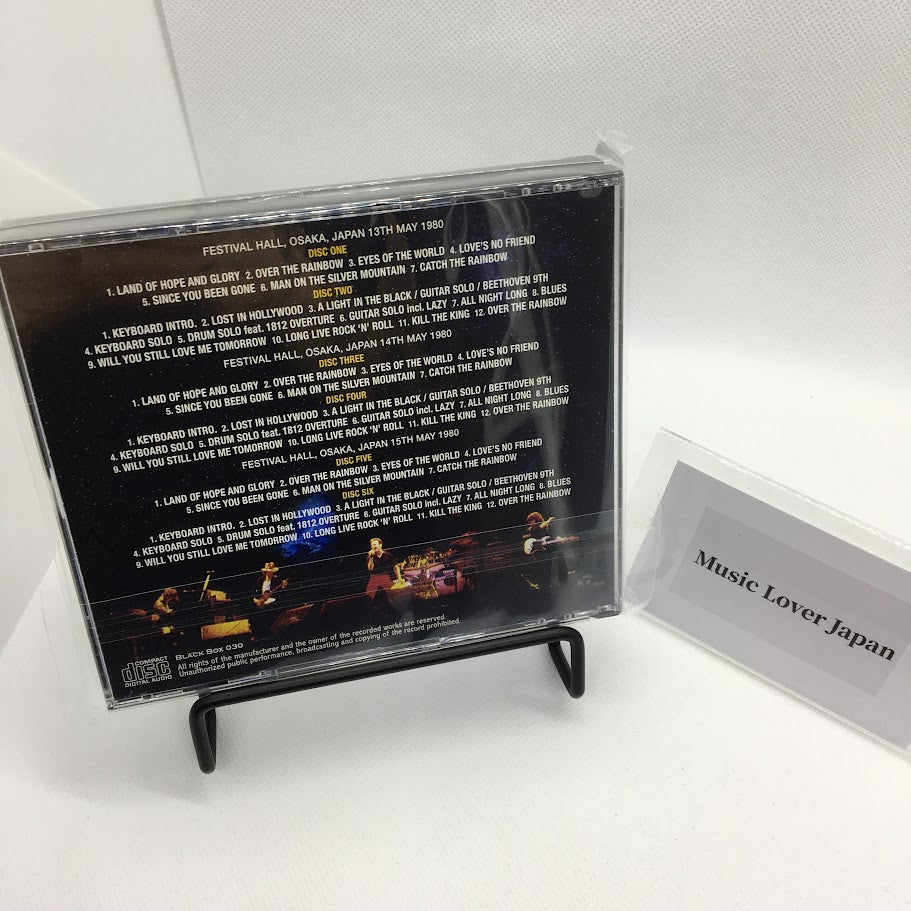 FESTIVAL HALL, OSAKA, JAPAN 13TH MAY 1980
DISC ONE
1. LAND OF HOPE AND GLORY 2. OVER THE RAINBOW 3. EYES OF THE WORLD 4. LOVE'S NO FRIEND
5. SINCE YOU BEEN GONE 6. MAN ON THE SILVER MOUNTAIN 7. CATCH THE RAINBOW
DISC TWO
1. KEYBOARD INTRO. 2. LOST IN HOLLYWOOD 3. A LIGHT IN THE BLACK / GUITAR SOLO / BEETHOVEN 9TH
4. KEYBOARD SOLO 5. DRUM SOLO feat. 1812 OVERTURE 6. GUITAR SOLO incl. LAZY 7. ALL NIGHT LONG 8. BLUES
9. WILL YOU STILL LOVE ME TOMORROW 10. LONG LIVE ROCK 'N' ROLL 11. KILL THE KING 12. OVER THE RAINBOW
FESTIVAL HALL, OSAKA, JAPAN 14TH MAY 1980
DISC THREE
1. LAND OF HOPE AND GLORY 2. OVER THE RAINBOW 3. EYES OF THE WORLD 4. LOVE'S NO FRIEND
5. SINCE YOU BEEN GONE 6. MAN ON THE SILVER MOUNTAIN 7. CATCH THE RAINBOW
DISC FOUR
1. KEYBOARD INTRO. 2. LOST IN HOLLYWOOD 3. A LIGHT IN THE BLACK / GUITAR SOLO / BEETHOVEN 9TH
4. KEYBOARD SOLO 5. DRUM SOLO feat. 1812 OVERTURE 6. GUITAR SOLO incl. LAZY 7. ALL NIGHT LONG 8. BLUES
9. WILL YOU STILL LOVE ME TOMORROW 10. LONG LIVE ROCK 'N' ROLL 11. KILL THE KING 12. OVER THE RAINBOW
FESTIVAL HALL, OSAKA, JAPAN 15TH MAY 1980
DISC FIVE
1. LAND OF HOPE AND GLORY 2. OVER THE RAINBOW 3. EYES OF THE WORLD 4. LOVE'S NO FRIEND
5. SINCE YOU BEEN GONE 6. MAN ON THE SILVER MOUNTAIN 7. CATCH THE RAINBOW
DISC SIX
1. KEYBOARD INTRO. 2. LOST IN HOLLYWOOD 3. A LIGHT IN THE BLACK / GUITAR SOLO / BEETHOVEN 9TH
4. KEYBOARD SOLO 5. DRUM SOLO feat. 1812 OVERTURE 6. GUITAR SOLO incl. LAZY 7. ALL NIGHT LONG 8. BLUES
9. WILL YOU STILL LOVE ME TOMORROW 10. LONG LIVE ROCK 'N' ROLL 11. KILL THE KING 12. OVER THE RAINBOW
COMPACT
disc
DIGITAL AUDIO
BLACK BOX 030
All rights of the manufacturer and the owner of the recorded works are reserved.
Unauthorized public performance, broadcasting and copying of the record prohibited.
Music Lover Japan